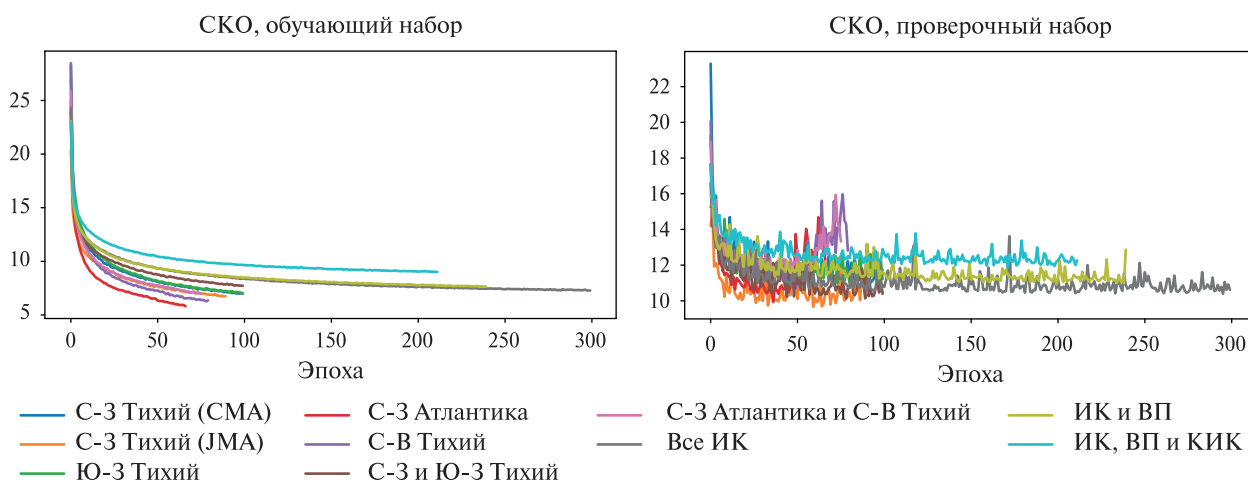 СКО, обучающий набор
25
20
15
10
5
0 50 100 150 200 250 300
Эпоха
СКО, проверочный набор
22
20
18
16
14
12
10
0 50 100 150 200 250 300
Эпоха
С-З Тихий (CMA) С-З Атлантика С-З Атлантика и С-В Тихий ИК и ВП
С-З Тихий (JMA) С-В Тихий Все ИК ИК, ВП и КИК
Ю-З Тихий С-З и Ю-З Тихий